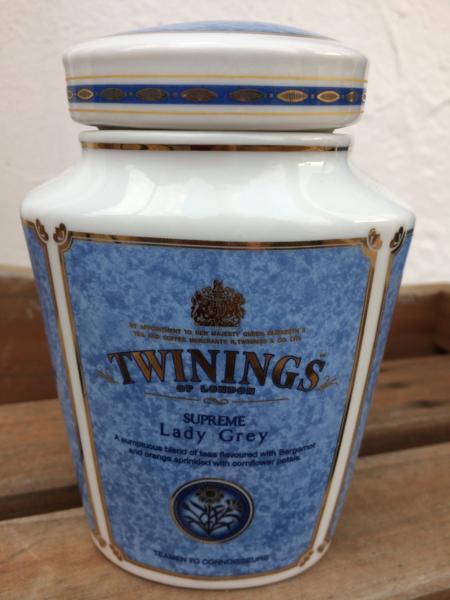 BY APPOINTMENT TO HER MAJESTY QUEEN ELIZABETH II
TEA AND COFFEE MERCHANTS R. TWININGS & CO. LTD.
TWININGS™
OF LONDON
SUPREME
Lady Grey
A sumptuous blend of teas flavoured with Bergamot
and orange sprinkled with cornflower petals.
TEAMEN TO CONNOISSEURS